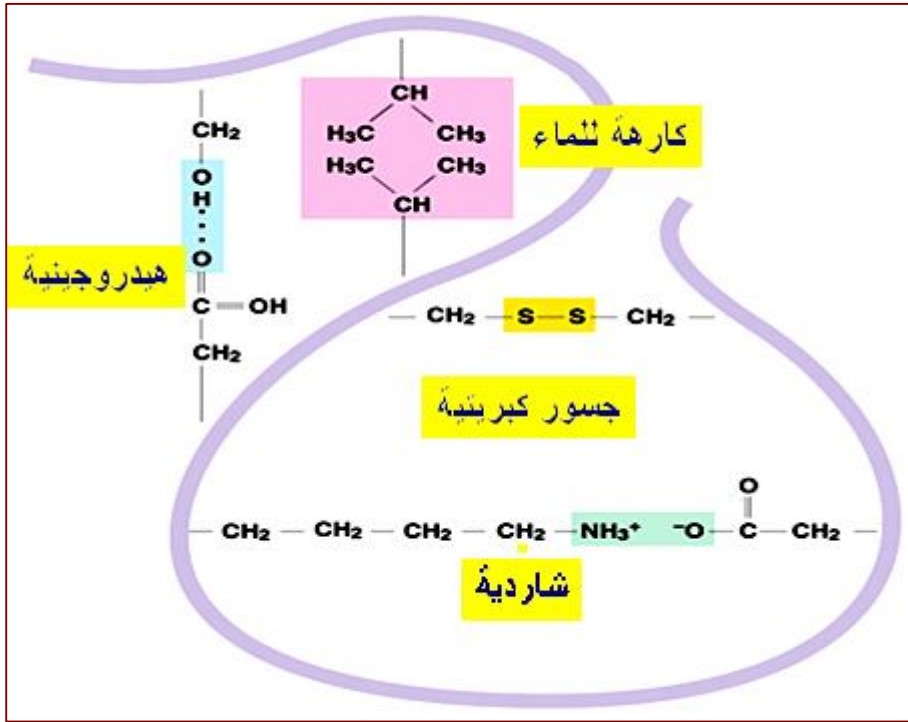 CH
H₃C CH₃
H₃C CH₃
CH
كارهة للماء
CH₂
OH
O
C OH
CH₂
هيدروجينية
CH₂ S S CH₂
جسور كبريتية
O
CH₂ CH₂ CH₂ CH₂ NH₃⁺ ⁻O C CH₂
شاردية